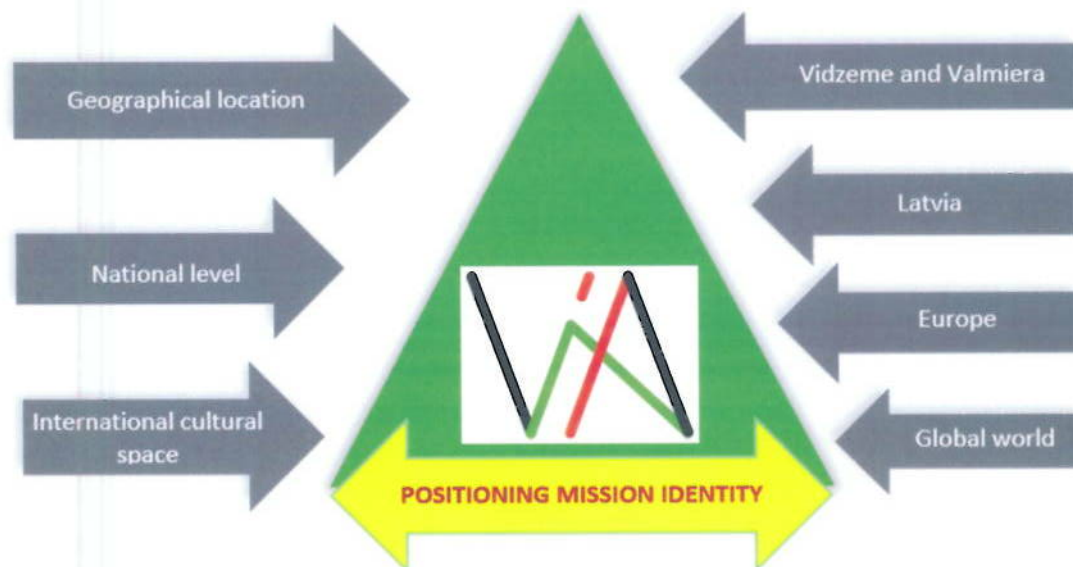 Geographical location
National level
International cultural
space
Vidzeme and Valmiera
Latvia
Europe
Global world
POSITIONING MISSION IDENTITY